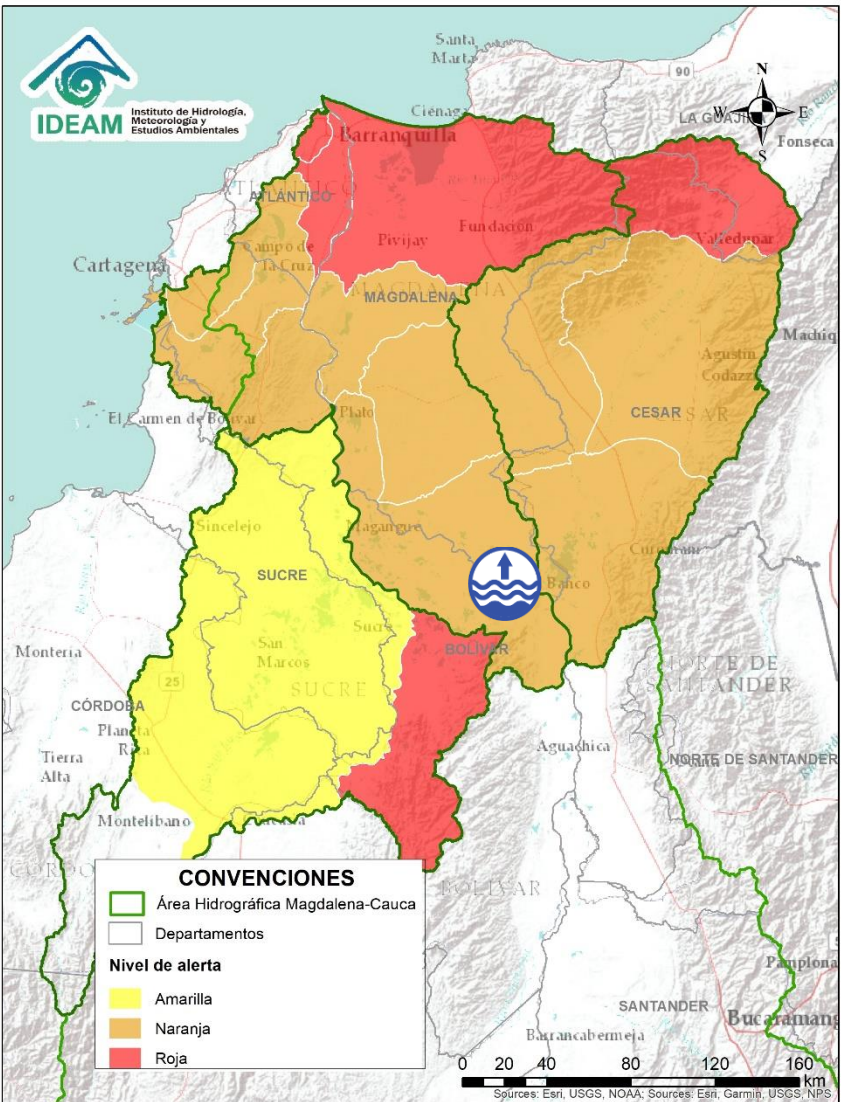 IDEAM
Instituto de Hidrología,
Meteorología y
Estudios Ambientales
Santa
Marta
90
N
W
E
S
Ciénaga
LA GUAJIRA
Fonseca
Barranquilla
ATLÁNTICO
Valledupar
Pivijay
Fundación
Campo de
la Cruz
Cartagena
MAGDALENA
MAGDALENA
Machiq
Agustín
Codazzi
CESAR
CESAR
El Carmen de Bolívar
Plato
Sincelejo
Magangué
Curumaní
SUCRE
Banco
Sucre
Montería
San
Marcos
BOLÍVAR
NORTE DE
SANTANDER
25
SUCRE
CÓRDOBA
Planeta
Rica
Tierra
Alta
Aguachica
NORTE DE SANTANDER
Montelíbano
BOLÍVAR
CONVENCIONES
Área Hidrográfica Magdalena-Cauca
Departamentos
Nivel de alerta
Amarilla
Naranja
Roja
Pamplona
SANTANDER
Bucaramang
Barrancabermeja
0 20 40 80 120 160
km
Sources: Esri, USGS, NOAA; Sources: Esri, Garmin, USGS, NPS